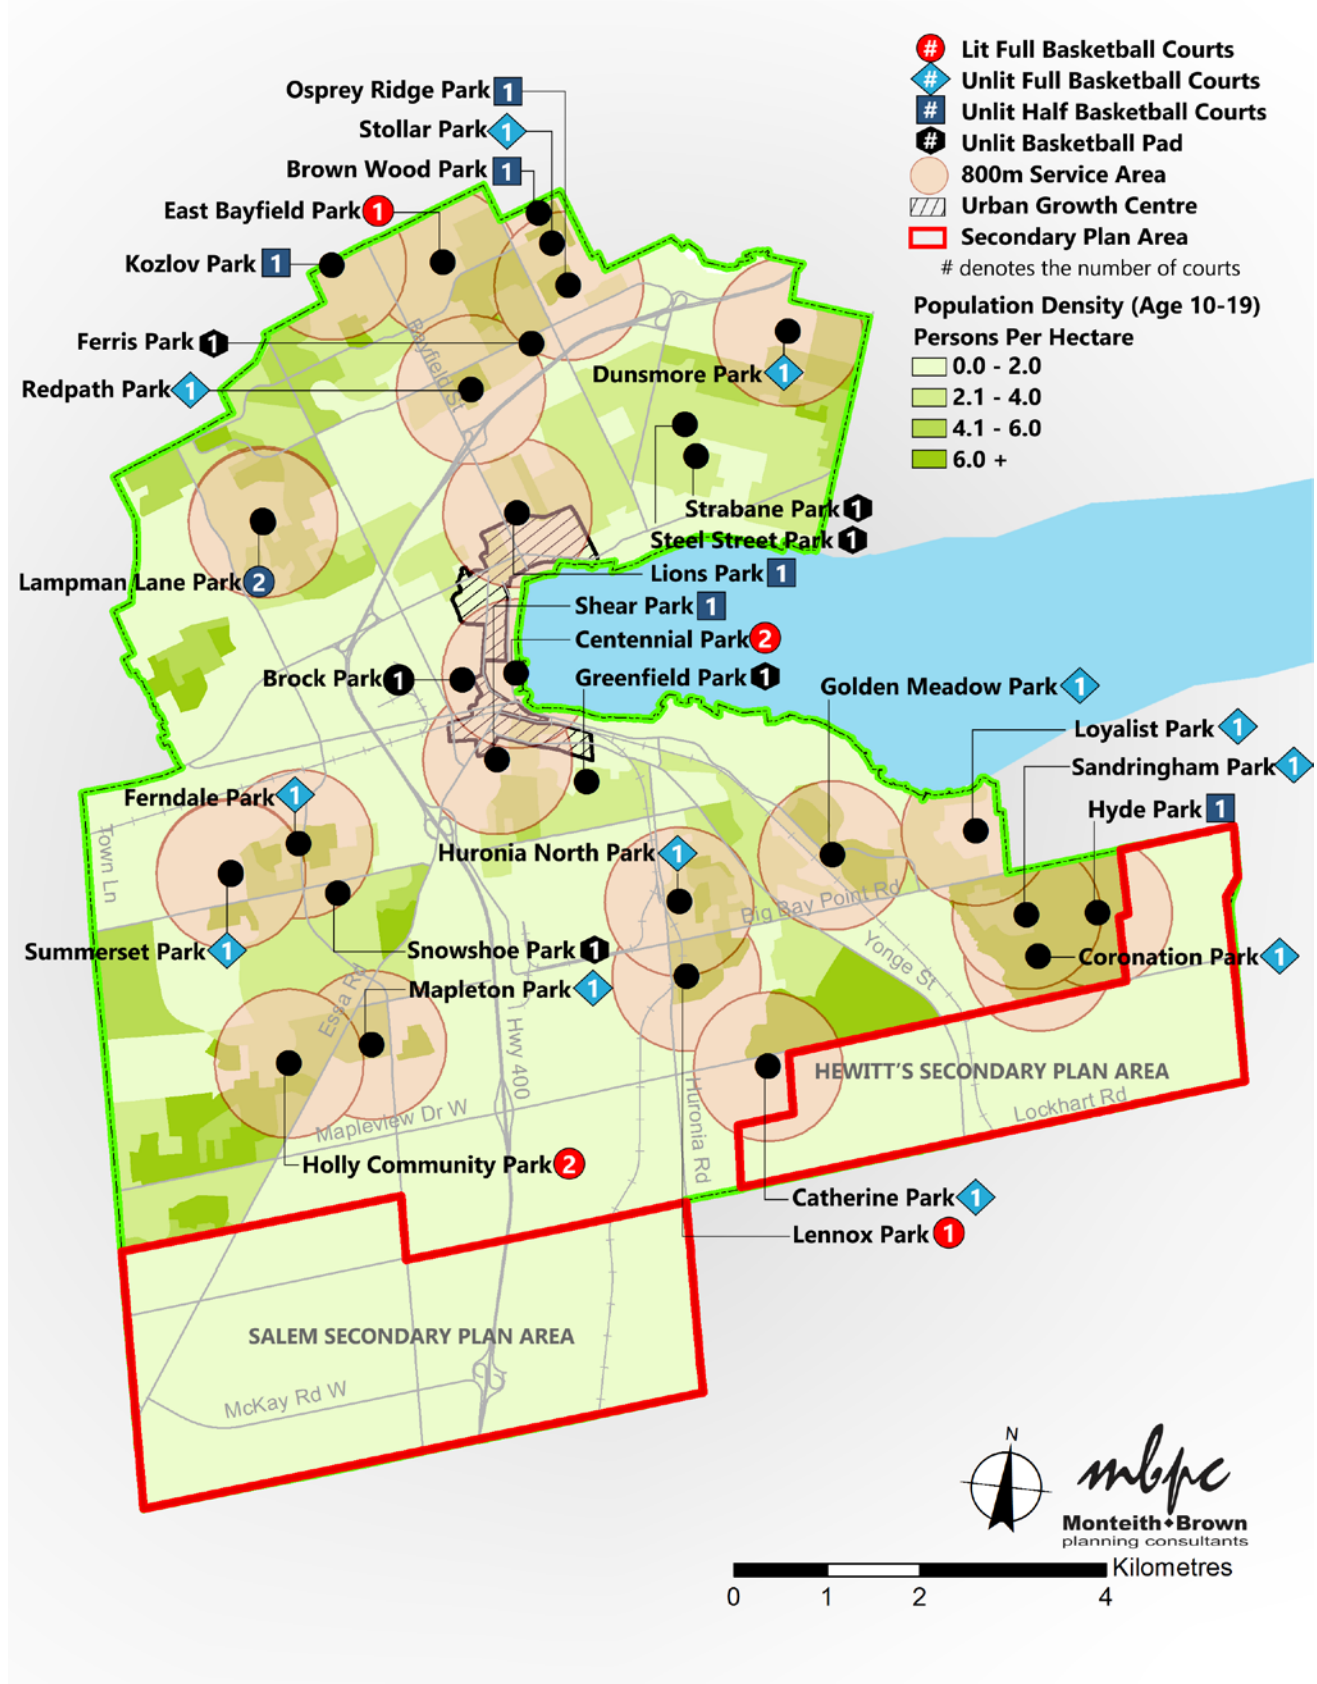 # Lit Full Basketball Courts
# Unlit Full Basketball Courts
# Unlit Half Basketball Courts
# Unlit Basketball Pad
800m Service Area
Urban Growth Centre
Secondary Plan Area
# denotes the number of courts
Population Density (Age 10-19)
Persons Per Hectare
0.0 - 2.0
2.1 - 4.0
4.1 - 6.0
6.0 +
Osprey Ridge Park 1
Stollar Park 1
Brown Wood Park 1
East Bayfield Park 1
Kozlov Park 1
Ferris Park 1
Bayfield St
Redpath Park 1
Dunsmore Park 1
Strabane Park 1
Steel Street Park 1
Lions Park 1
Lampman Lane Park 2
Shear Park 1
Centennial Park 2
Brock Park 1
Greenfield Park 1
Golden Meadow Park 1
Loyalist Park 1
Sandringham Park 1
Hyde Park 1
Ferndale Park 1
Town Ln
Huronia North Park 1
Big Bay Point Rd
Summerset Park 1
Snowshoe Park 1
Yonge St
Coronation Park 1
Mapleton Park 1
Essa Rd
Hwy 400
HEWITT'S SECONDARY PLAN AREA
Lockhart Rd
Mapleview Dr W
Huronia Rd
Holly Community Park 2
Catherine Park 1
Lennox Park 1
SALEM SECONDARY PLAN AREA
McKay Rd W
N
mbpc
Monteith Brown
planning consultants
Kilometres
0 1 2 4